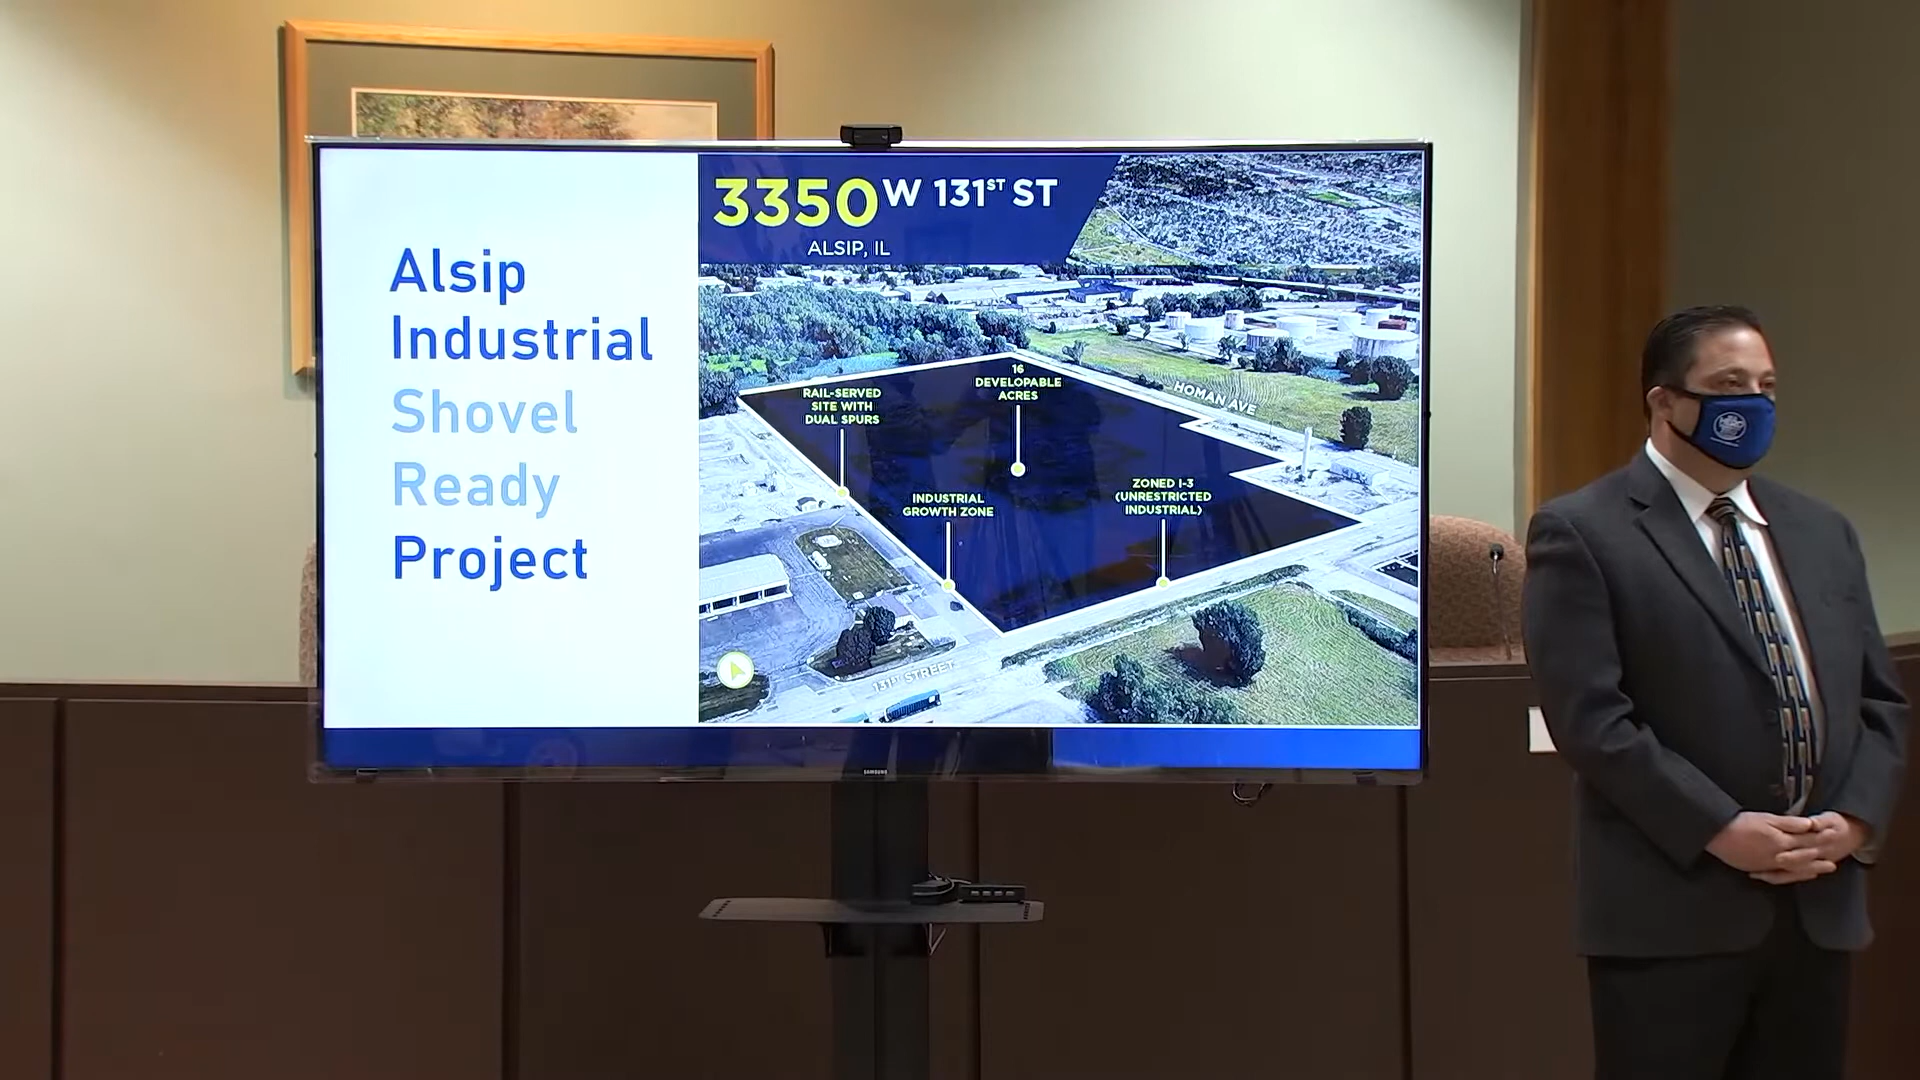 Alsip
Industrial
Shovel
Ready
Project
3350 W 131ST ST
ALSIP, IL
16
DEVELOPABLE
ACRES
RAIL-SERVED
SITE WITH
DUAL SPURS
HOMAN AVE
INDUSTRIAL
GROWTH ZONE
ZONED I-3
(UNRESTRICTED
INDUSTRIAL)
131ST STREET
SAMSUNG